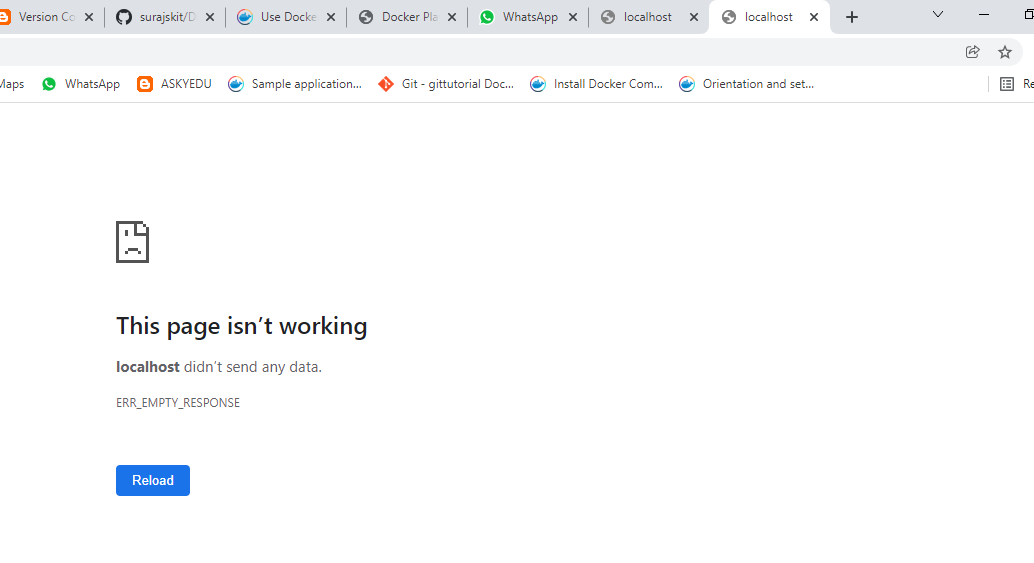 Version Co
surajskit/D
Use Docke
Docker Pla
WhatsApp
localhost
localhost
Maps
WhatsApp
ASKYEDU
Sample application...
Git - gittutorial Doc...
Install Docker Com...
Orientation and set...
Re
This page isn’t working
localhost didn’t send any data.
ERR_EMPTY_RESPONSE
Reload